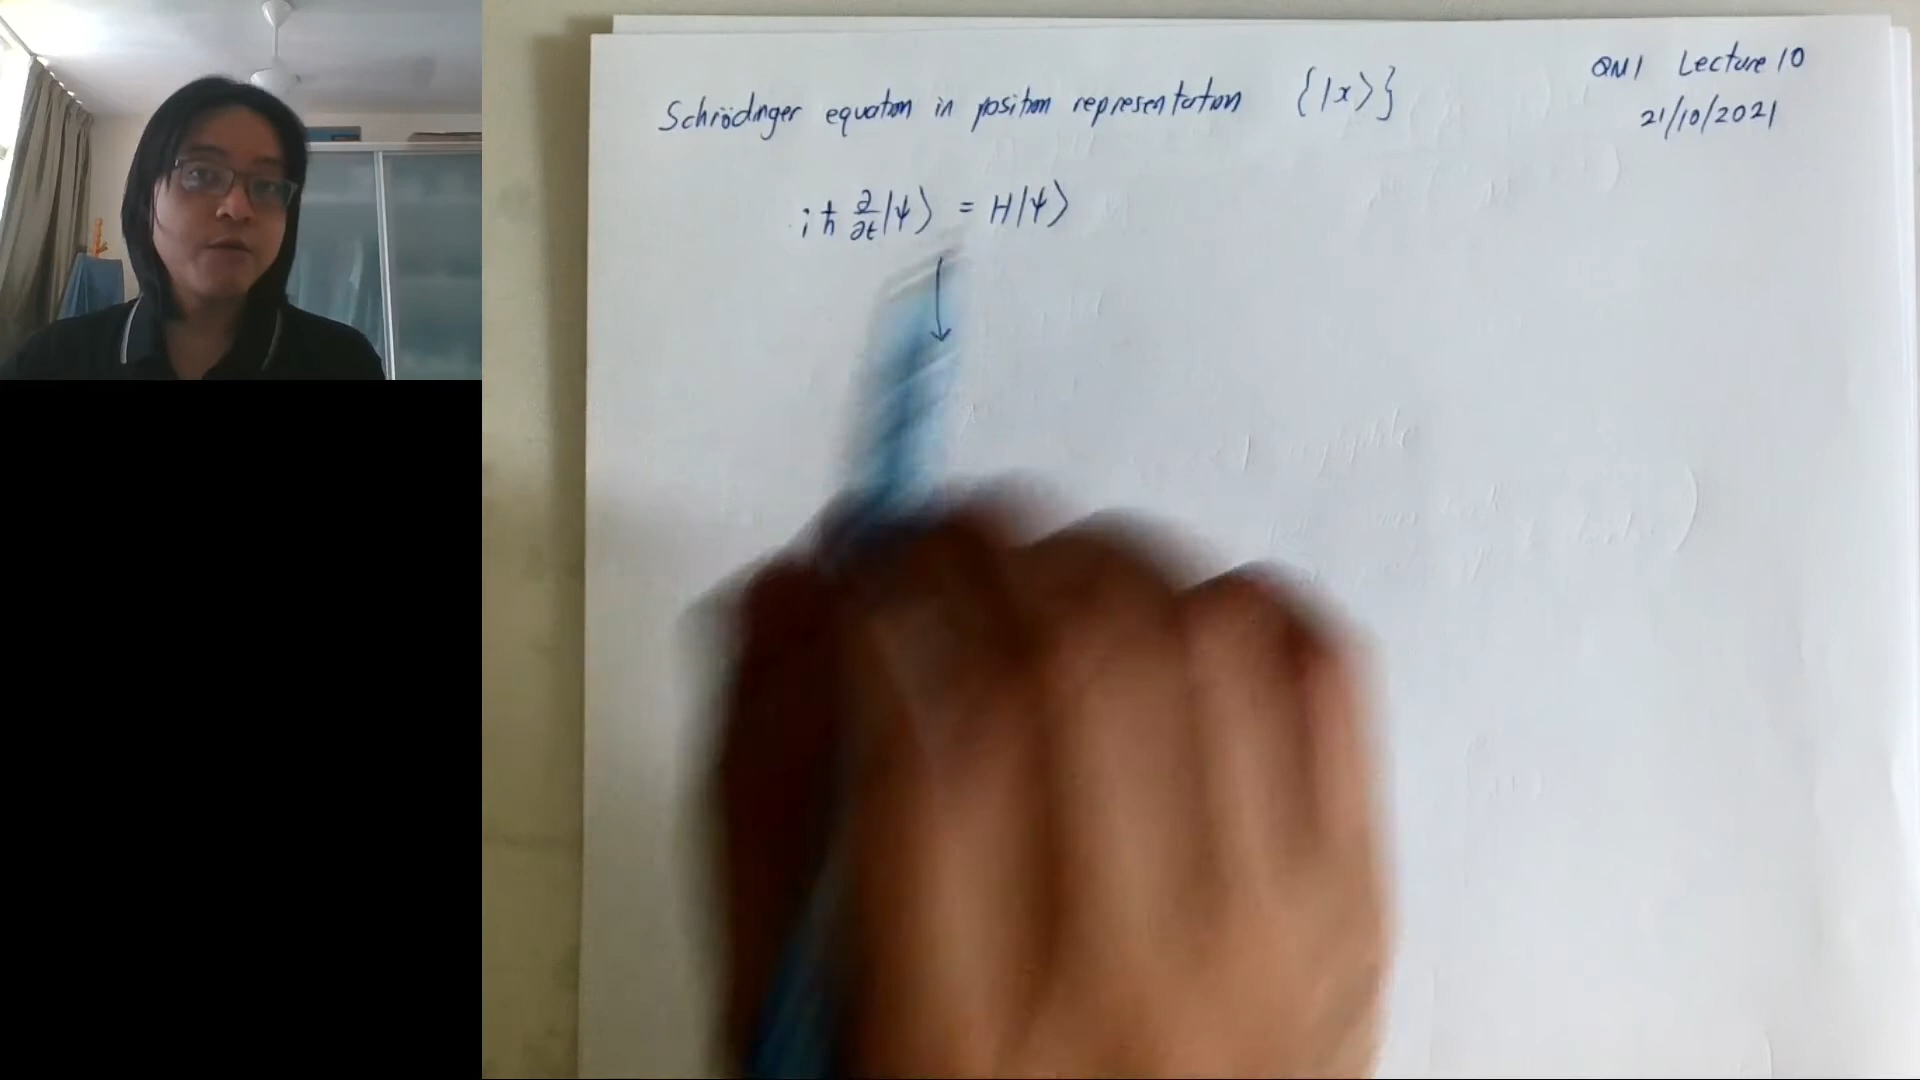 QM1 Lecture 10
21/10/2021
Schrödinger equation in position representation {|x⟩}
iħ ∂/∂t|ψ⟩ = H|ψ⟩
↓